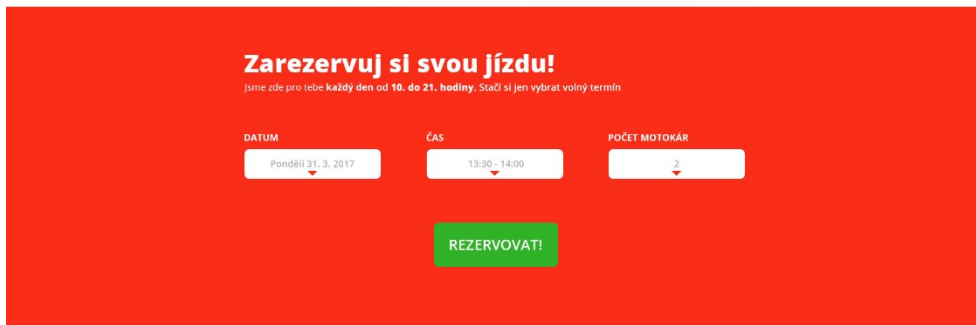 Zarezervuj si svou jízdu!
Jsme zde pro tebe každý den od 10. do 21. hodiny. Stačí si jen vybrat volný termín
DATUM ČAS POČET MOTOKÁR
Pondělí 31. 3. 2017 13:30 - 14:00 2
REZERVOVAT!